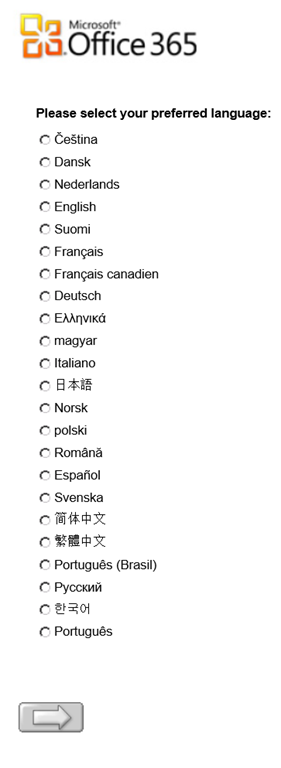 Microsoft®
Office 365
Please select your preferred language:
Čeština
Dansk
Nederlands
English
Suomi
Français
Français canadien
Deutsch
Ελληνικά
magyar
Italiano
日本語
Norsk
polski
Română
Español
Svenska
简体中文
繁體中文
Português (Brasil)
Русский
한국어
Português